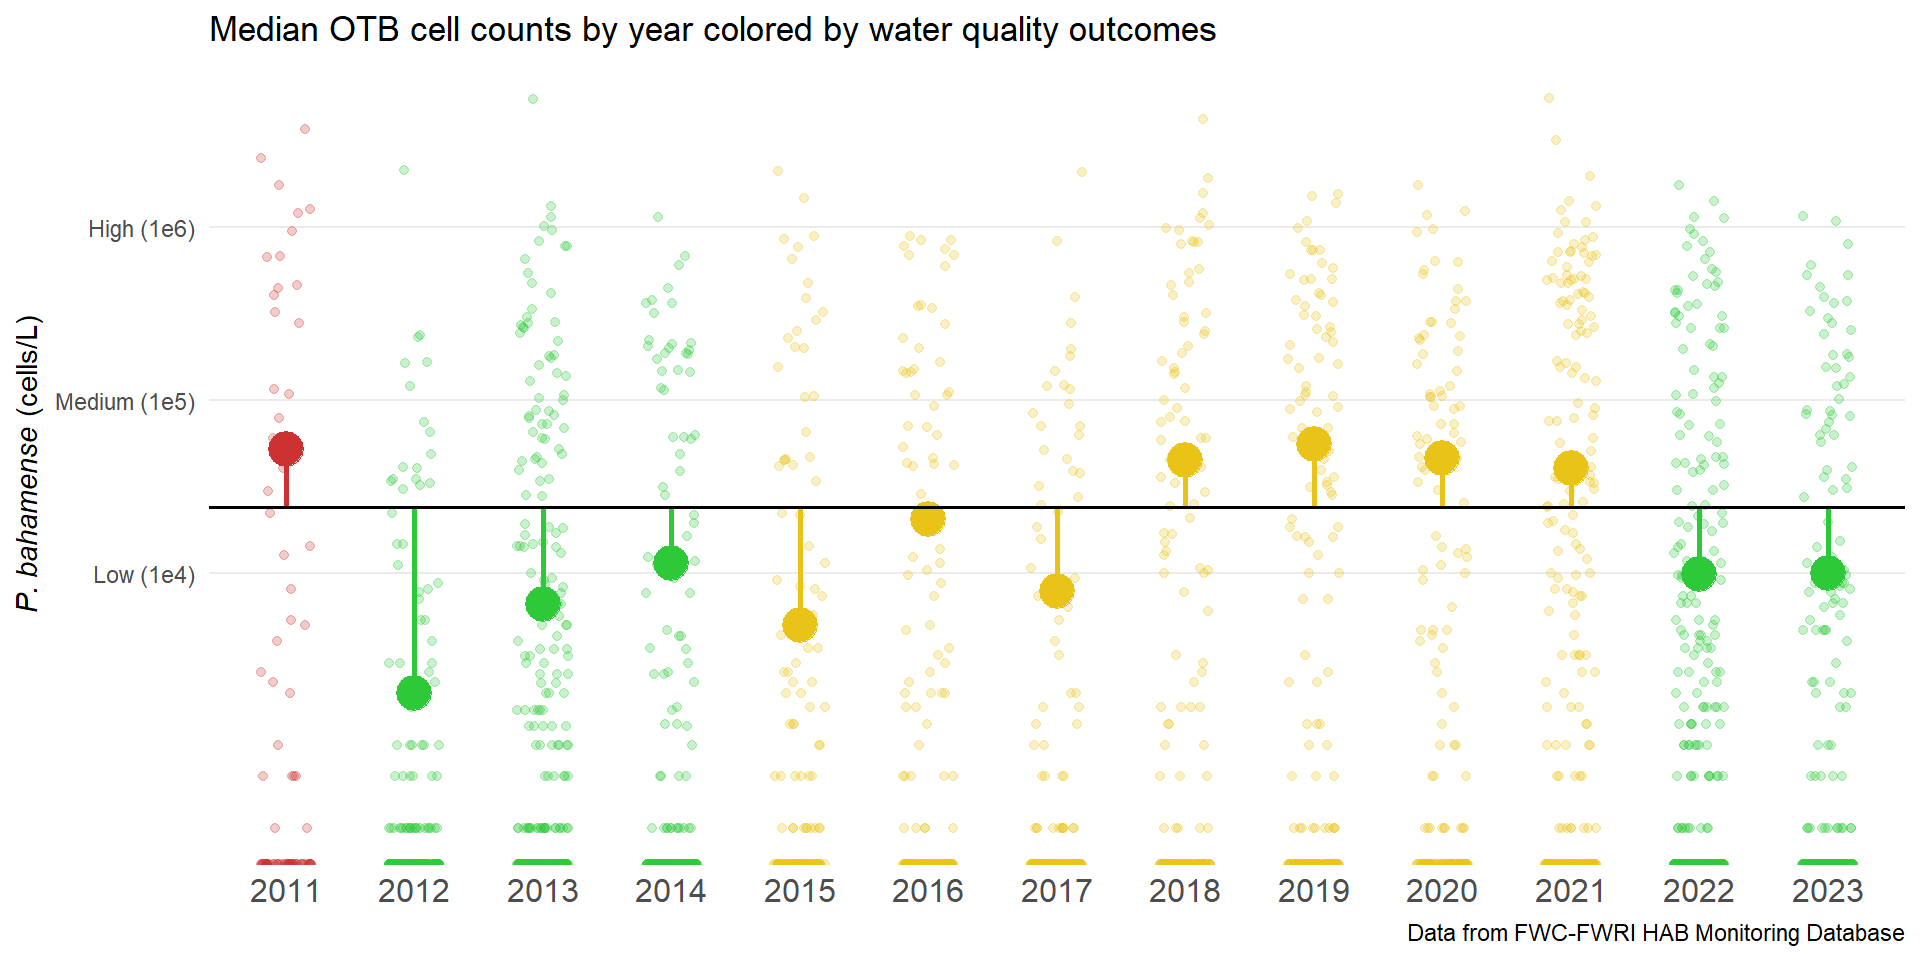 Median OTB cell counts by year colored by water quality outcomes
P. bahamense (cells/L)
High (1e6)
Medium (1e5)
Low (1e4)
2011 2012 2013 2014 2015 2016 2017 2018 2019 2020 2021 2022 2023
Data from FWC-FWRI HAB Monitoring Database